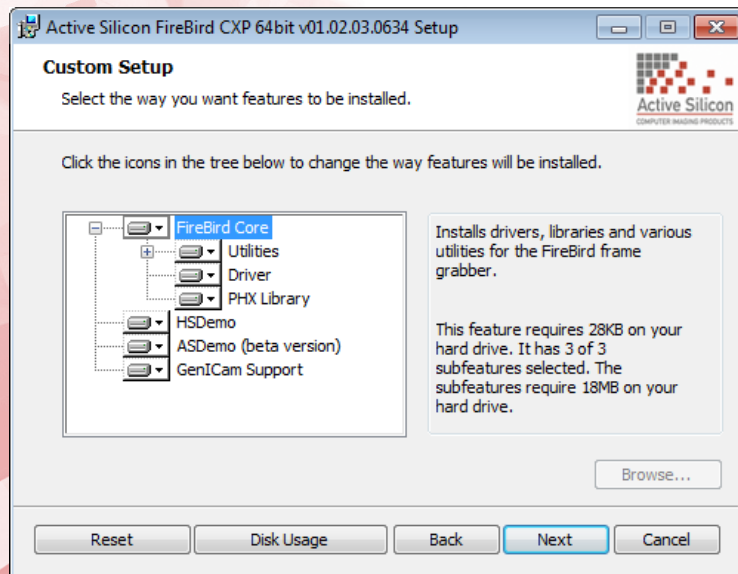 Active Silicon FireBird CXP 64bit v01.02.03.0634 Setup
Custom Setup
Select the way you want features to be installed.
Active Silicon
COMPUTER IMAGING PRODUCTS
Click the icons in the tree below to change the way features will be installed.
FireBird Core
Utilities
Driver
PHX Library
HSDemo
ASDemo (beta version)
GenICam Support
Installs drivers, libraries and various
utilities for the FireBird frame
grabber.
This feature requires 28KB on your
hard drive. It has 3 of 3
subfeatures selected. The
subfeatures require 18MB on your
hard drive.
Browse...
Reset
Disk Usage
Back
Next
Cancel